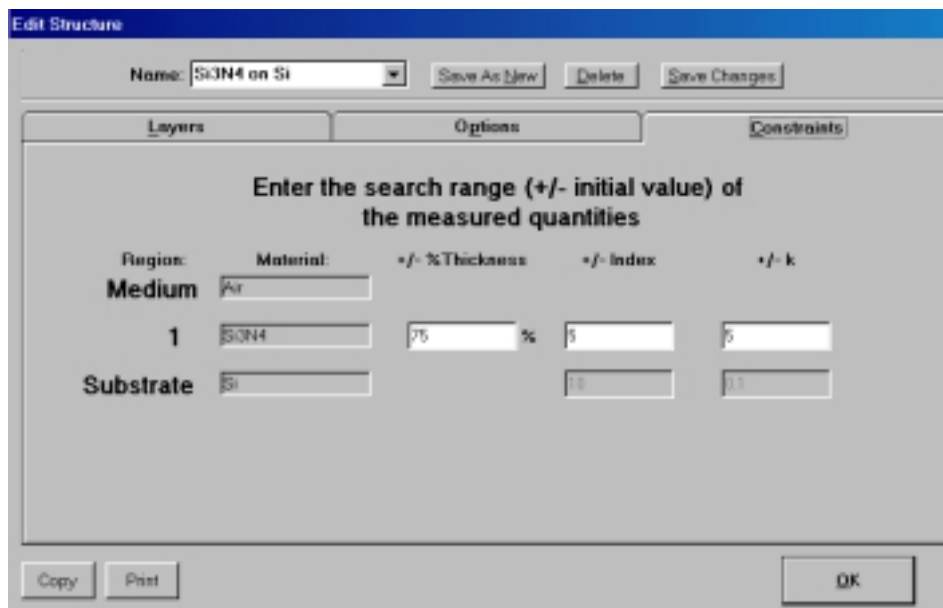 Edit Structure
Name: Si3N4 on Si Save As New Delete Save Changes
Layers Options Constraints
Enter the search range (+/- initial value) of
the measured quantities
Region: Material: +/- %Thickness +/- Index +/- k
Medium Air
1 Si3N4 75 % 5 5
Substrate Si 10 0.1
Copy Print OK